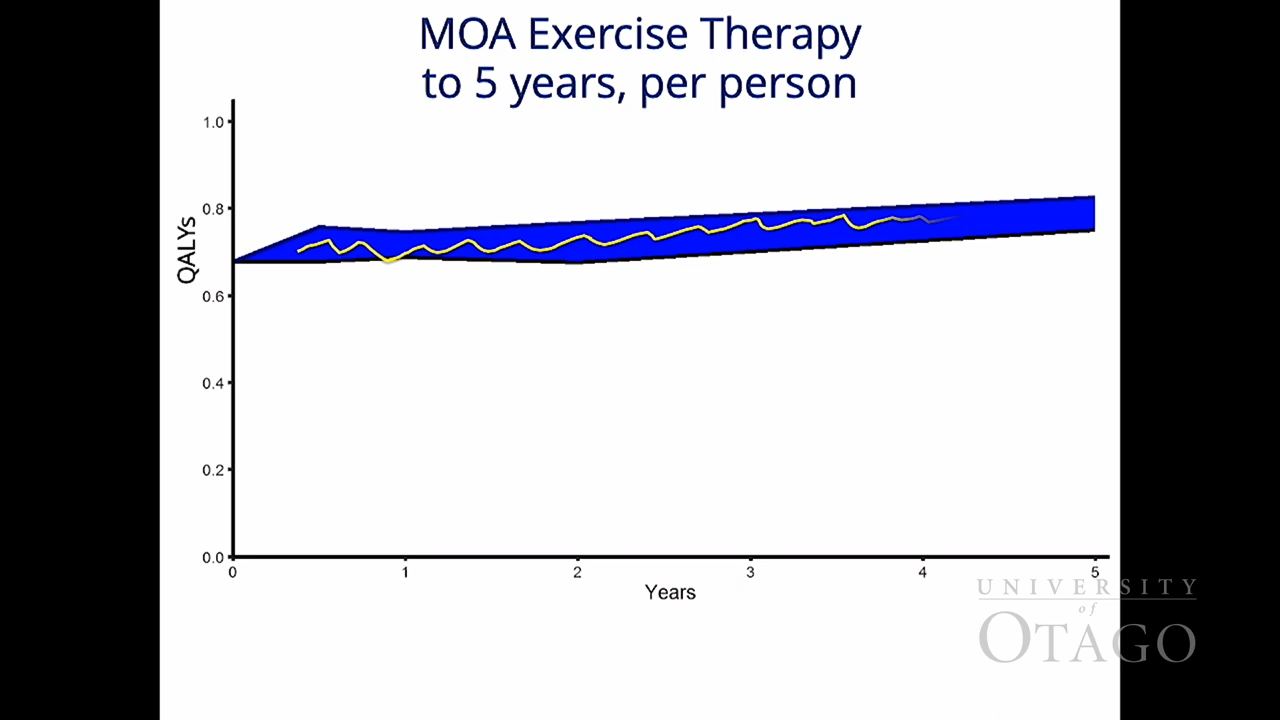 MOA Exercise Therapy
to 5 years, per person
1.0
0.8
0.6
0.4
0.2
0.0
QALYs
0 1 2 3 4 5
Years
UNIVERSITY
of
OTAGO